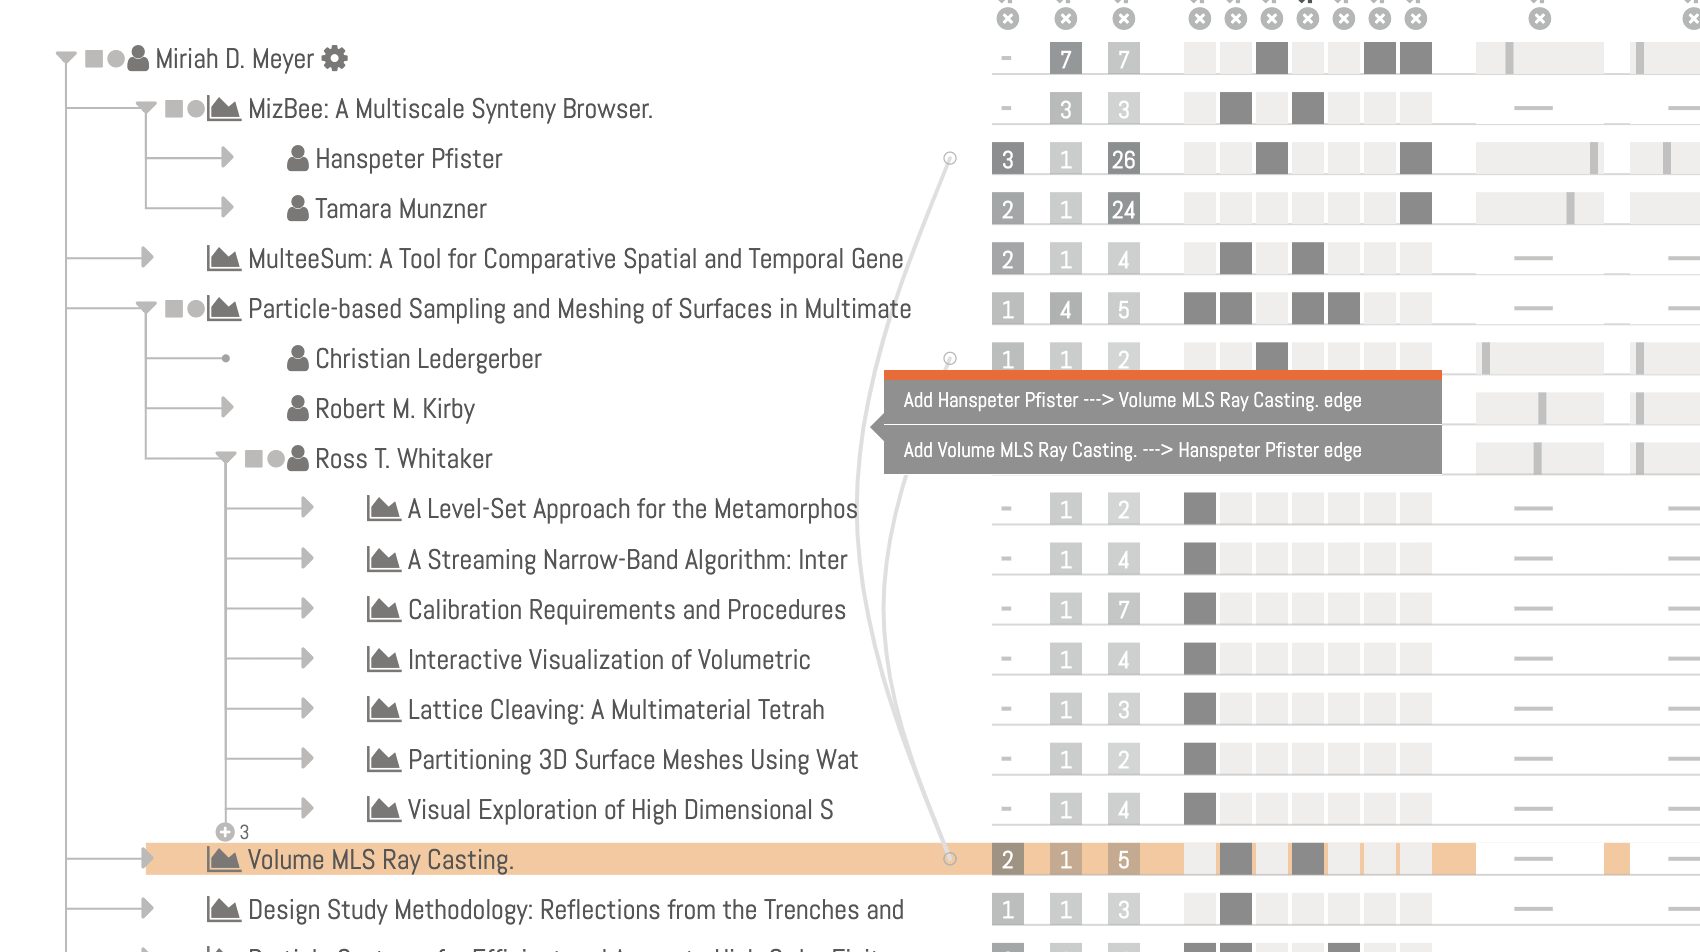 Miriah D. Meyer - 7 7
MizBee: A Multiscale Synteny Browser. - 3 3
Hanspeter Pfister 3 1 26
Tamara Munzner 2 1 24
MulteeSum: A Tool for Comparative Spatial and Temporal Gene 2 1 4
Particle-based Sampling and Meshing of Surfaces in Multimate 1 4 5
Christian Ledergerber 1 1 2
Add Hanspeter Pfister ---> Volume MLS Ray Casting. edge
Robert M. Kirby
Add Volume MLS Ray Casting. ---> Hanspeter Pfister edge
Ross T. Whitaker
A Level-Set Approach for the Metamorphos - 1 2
A Streaming Narrow-Band Algorithm: Inter - 1 4
Calibration Requirements and Procedures - 1 7
Interactive Visualization of Volumetric - 1 4
Lattice Cleaving: A Multimaterial Tetrah - 1 3
Partitioning 3D Surface Meshes Using Wat - 1 2
Visual Exploration of High Dimensional S - 1 4
3
Volume MLS Ray Casting. 2 1 5
Design Study Methodology: Reflections from the Trenches and 1 1 3